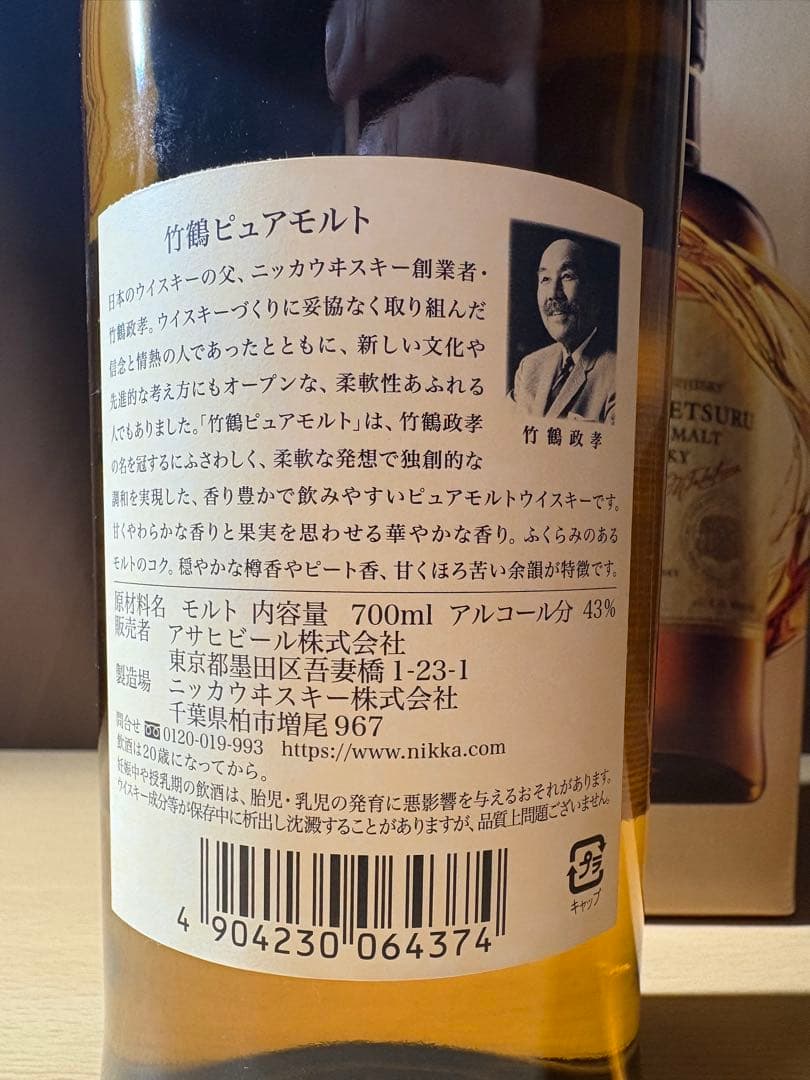 竹鶴ピュアモルト
日本のウイスキーの父、ニッカウヰスキー創業者・
竹鶴政孝。ウイスキーづくりに妥協なく取り組んだ
信念と情熱の人であったとともに、新しい文化や
先進的な考え方にもオープンな、柔軟性あふれる
人でもありました。「竹鶴ピュアモルト」は、竹鶴政孝
の名を冠するにふさわしく、柔軟な発想で独創的な
調和を実現した、香り豊かで飲みやすいピュアモルトウイスキーです。
甘くやわらかな香りと果実を思わせる華やかな香り。ふくらみのある
モルトのコク。穏やかな樽香やピート香、甘くほろ苦い余韻が特徴です。
竹鶴政孝
原材料名 モルト 内容量 700ml アルコール分 43%
販売者 アサヒビール株式会社
東京都墨田区吾妻橋1-23-1
製造場 ニッカウヰスキー株式会社
千葉県柏市増尾967
問合せ 0120-019-993 https://www.nikka.com
飲酒は20歳になってから。
妊娠中や授乳期の飲酒は、胎児・乳児の発育に悪影響を与えるおそれがあります。
ウイスキー成分等が保存中に析出し沈澱することがありますが、品質上問題ございません。
プラ
キャップ
4 904230 064374
WHISKY
ETSURU
MALT
KY